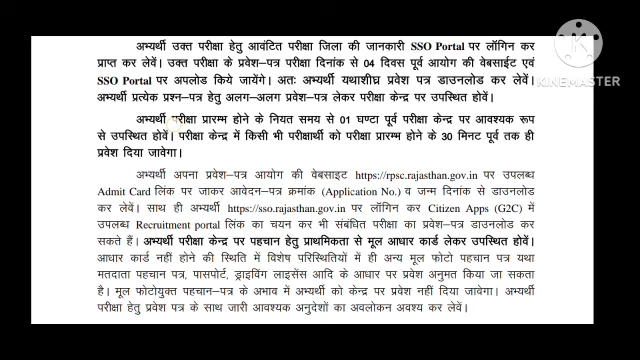 अभ्यर्थी उक्त परीक्षा हेतु आवंटित परीक्षा जिला की जानकारी SSO Portal पर लॉगिन कर
प्राप्त कर लेवें। उक्त परीक्षा के प्रवेश–पत्र परीक्षा दिनांक से 04 दिवस पूर्व आयोग की वेबसाईट एवं
SSO Portal पर अपलोड किये जायेंगे। अतः अभ्यर्थी यथाशीघ्र प्रवेश पत्र डाउनलोड कर लेवें।
अभ्यर्थी प्रत्येक प्रश्न–पत्र हेतु अलग–अलग प्रवेश–पत्र लेकर परीक्षा केन्द्र पर उपस्थित होवें।
अभ्यर्थी परीक्षा प्रारम्भ होने के नियत समय से 01 घण्टा पूर्व परीक्षा केन्द्र पर आवश्यक रूप
से उपस्थित होवें। परीक्षा केन्द्र में किसी भी परीक्षार्थी को परीक्षा प्रारम्भ होने के 30 मिनट पूर्व तक ही
प्रवेश दिया जावेगा।
अभ्यर्थी अपना प्रवेश–पत्र आयोग की वेबसाइट https://rpsc.rajasthan.gov.in पर उपलब्ध
Admit Card लिंक पर जाकर आवेदन–पत्र क्रमांक (Application No.) व जन्म दिनांक से डाउनलोड
कर लेवें। साथ ही अभ्यर्थी https://sso.rajasthan.gov.in पर लॉगिन कर Citizen Apps (G2C) में
उपलब्ध Recruitment portal लिंक का चयन कर भी संबंधित परीक्षा का प्रवेश–पत्र डाउनलोड कर
सकते हैं। अभ्यर्थी परीक्षा केन्द्र पर पहचान हेतु प्राथमिकता से मूल आधार कार्ड लेकर उपस्थित होवें।
आधार कार्ड नहीं होने की स्थिति में विशेष परिस्थितियों में ही अन्य मूल फोटो पहचान पत्र यथा
मतदाता पहचान पत्र, पासपोर्ट, ड्राइविंग लाइसेंस आदि के आधार पर प्रवेश अनुमत किया जा सकता
है। मूल फोटोयुक्त पहचान–पत्र के अभाव में अभ्यर्थी को केन्द्र पर प्रवेश नहीं दिया जावेगा। अभ्यर्थी
परीक्षा हेतु प्रवेश पत्र के साथ जारी आवश्यक अनुदेशों का अवलोकन अवश्य कर लेवें।
KINEMASTER